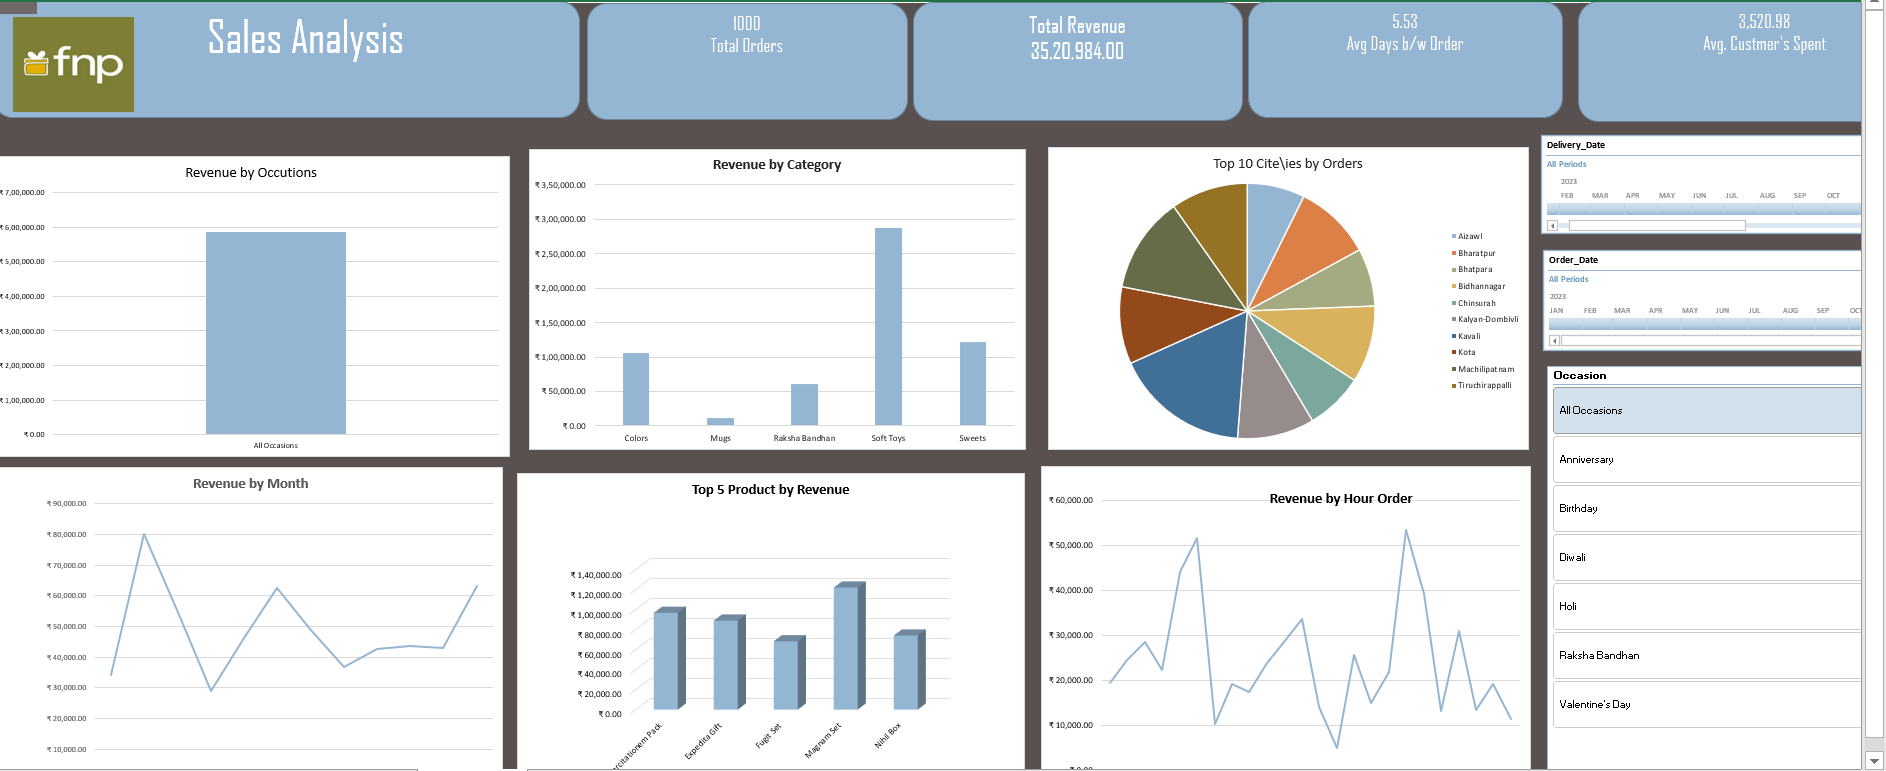 fnp
Sales Analysis
1000
Total Orders
Total Revenue
35,20,984.00
5.53
Avg Days b/w Order
3,520.98
Avg. Custmer's Spent
Revenue by Occutions
₹ 7,00,000.00
₹ 6,00,000.00
₹ 5,00,000.00
₹ 4,00,000.00
₹ 3,00,000.00
₹ 2,00,000.00
₹ 1,00,000.00
₹ 0.00
All Occasions
Revenue by Category
₹ 3,50,000.00
₹ 3,00,000.00
₹ 2,50,000.00
₹ 2,00,000.00
₹ 1,50,000.00
₹ 1,00,000.00
₹ 50,000.00
₹ 0.00
Colors Mugs Raksha Bandhan Soft Toys Sweets
Top 10 Cite\ies by Orders
Aizawl
Bharatpur
Bhatpara
Bidhannagar
Chinsurah
Kalyan-Dombivli
Kavali
Kota
Machilipatnam
Tiruchirappalli
Delivery_Date
All Periods
2023
FEB MAR APR MAY JUN JUL AUG SEP OCT
Order_Date
All Periods
2023
JAN FEB MAR APR MAY JUN JUL AUG SEP OCT
Occasion
All Occasions
Anniversary
Birthday
Diwali
Holi
Raksha Bandhan
Valentine's Day
Revenue by Month
₹ 90,000.00
₹ 80,000.00
₹ 70,000.00
₹ 60,000.00
₹ 50,000.00
₹ 40,000.00
₹ 30,000.00
₹ 20,000.00
₹ 10,000.00
Top 5 Product by Revenue
₹ 1,40,000.00
₹ 1,20,000.00
₹ 1,00,000.00
₹ 80,000.00
₹ 60,000.00
₹ 40,000.00
₹ 20,000.00
₹ 0.00
rcitationem Pack
Expedita Gift
Fugit Set
Magnam Set
Nihil Box
Revenue by Hour Order
₹ 60,000.00
₹ 50,000.00
₹ 40,000.00
₹ 30,000.00
₹ 20,000.00
₹ 10,000.00